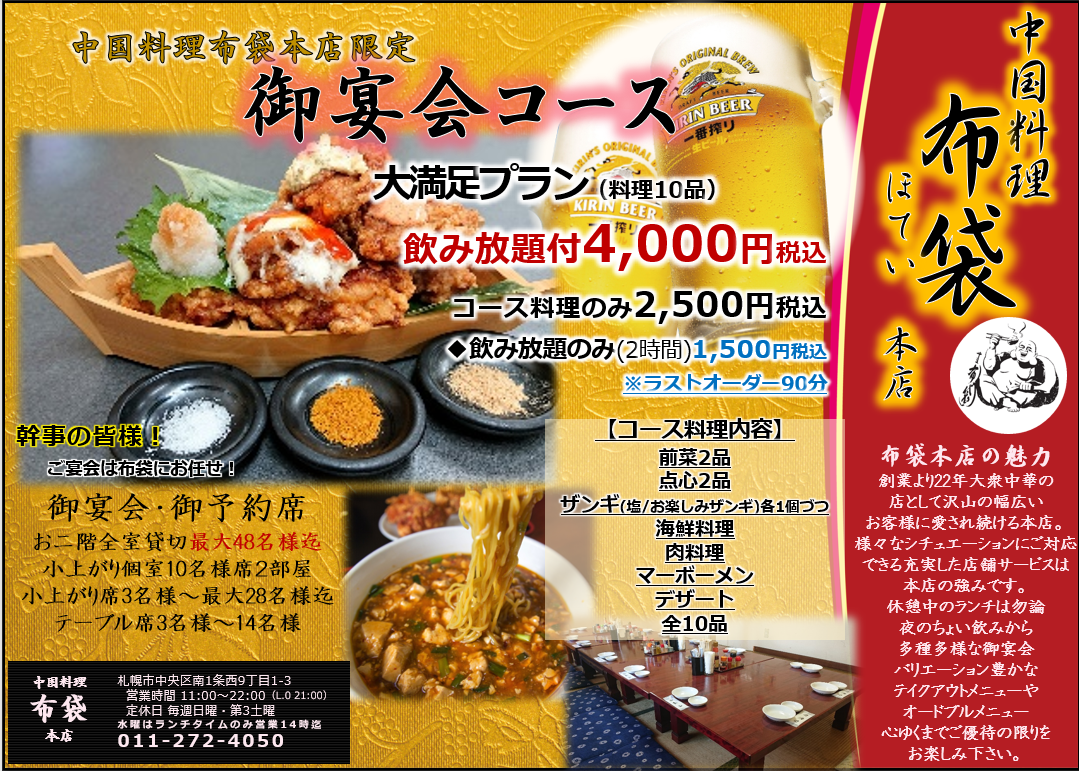 中国料理布袋本店限定
御宴会コース
大満足プラン（料理10品）
飲み放題付4,000円税込
コース料理のみ2,500円税込
◆飲み放題のみ(2時間)1,500円税込
※ラストオーダー90分
KIRIN'S ORIGINAL BREW
KIRIN BEER
一番搾り
生ビール
KIRIN BEER
幹事の皆様！
ご宴会は布袋にお任せ！
御宴会・御予約席
お二階全室貸切最大48名様迄
小上がり個室10名様席2部屋
小上がり席3名様～最大28名様迄
テーブル席3名様～14名様
【コース料理内容】
前菜2品
点心2品
ザンギ(塩/お楽しみザンギ)各1個づつ
海鮮料理
肉料理
マーボーメン
デザート
全10品
中国料理
布袋
本店
札幌市中央区南1条西9丁目1-3
営業時間 11:00～22:00（L.O 21:00）
定休日 毎週日曜・第3土曜
水曜はランチタイムのみ営業14時迄
011-272-4050
中国料理
布袋
ほてい
本店
布袋本店の魅力
創業より22年大衆中華の
店として沢山の幅広い
お客様に愛され続ける本店。
様々なシチュエーションにご対応
できる充実した店舗サービスは
本店の強みです。
休憩中のランチは勿論
夜のちょい飲みから
多種多様な御宴会
バリエーション豊かな
テイクアウトメニューや
オードブルメニュー
心ゆくまでご優待の限りを
お楽しみ下さい。